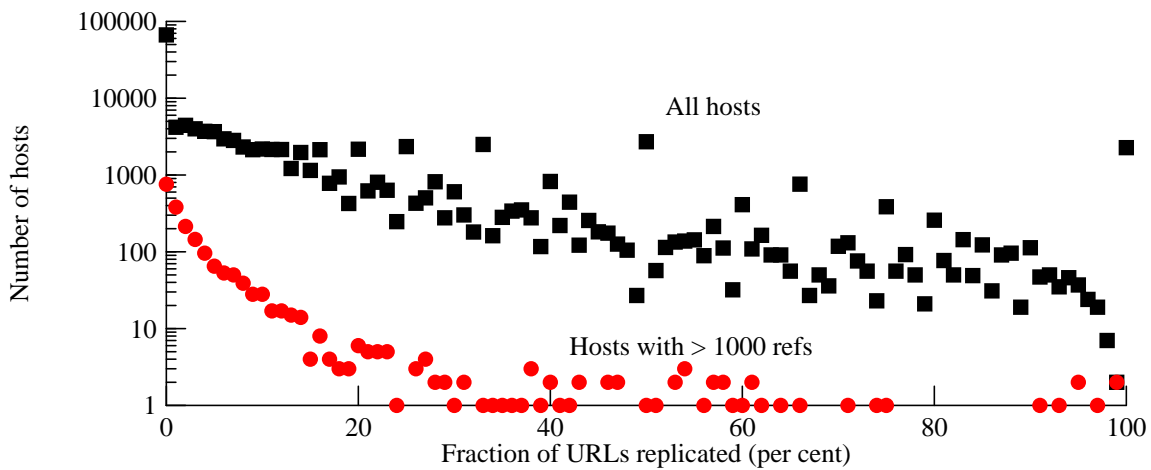 100000
10000
1000
100
10
1
Number of hosts
All hosts
Hosts with > 1000 refs
0 20 40 60 80 100
Fraction of URLs replicated (per cent)